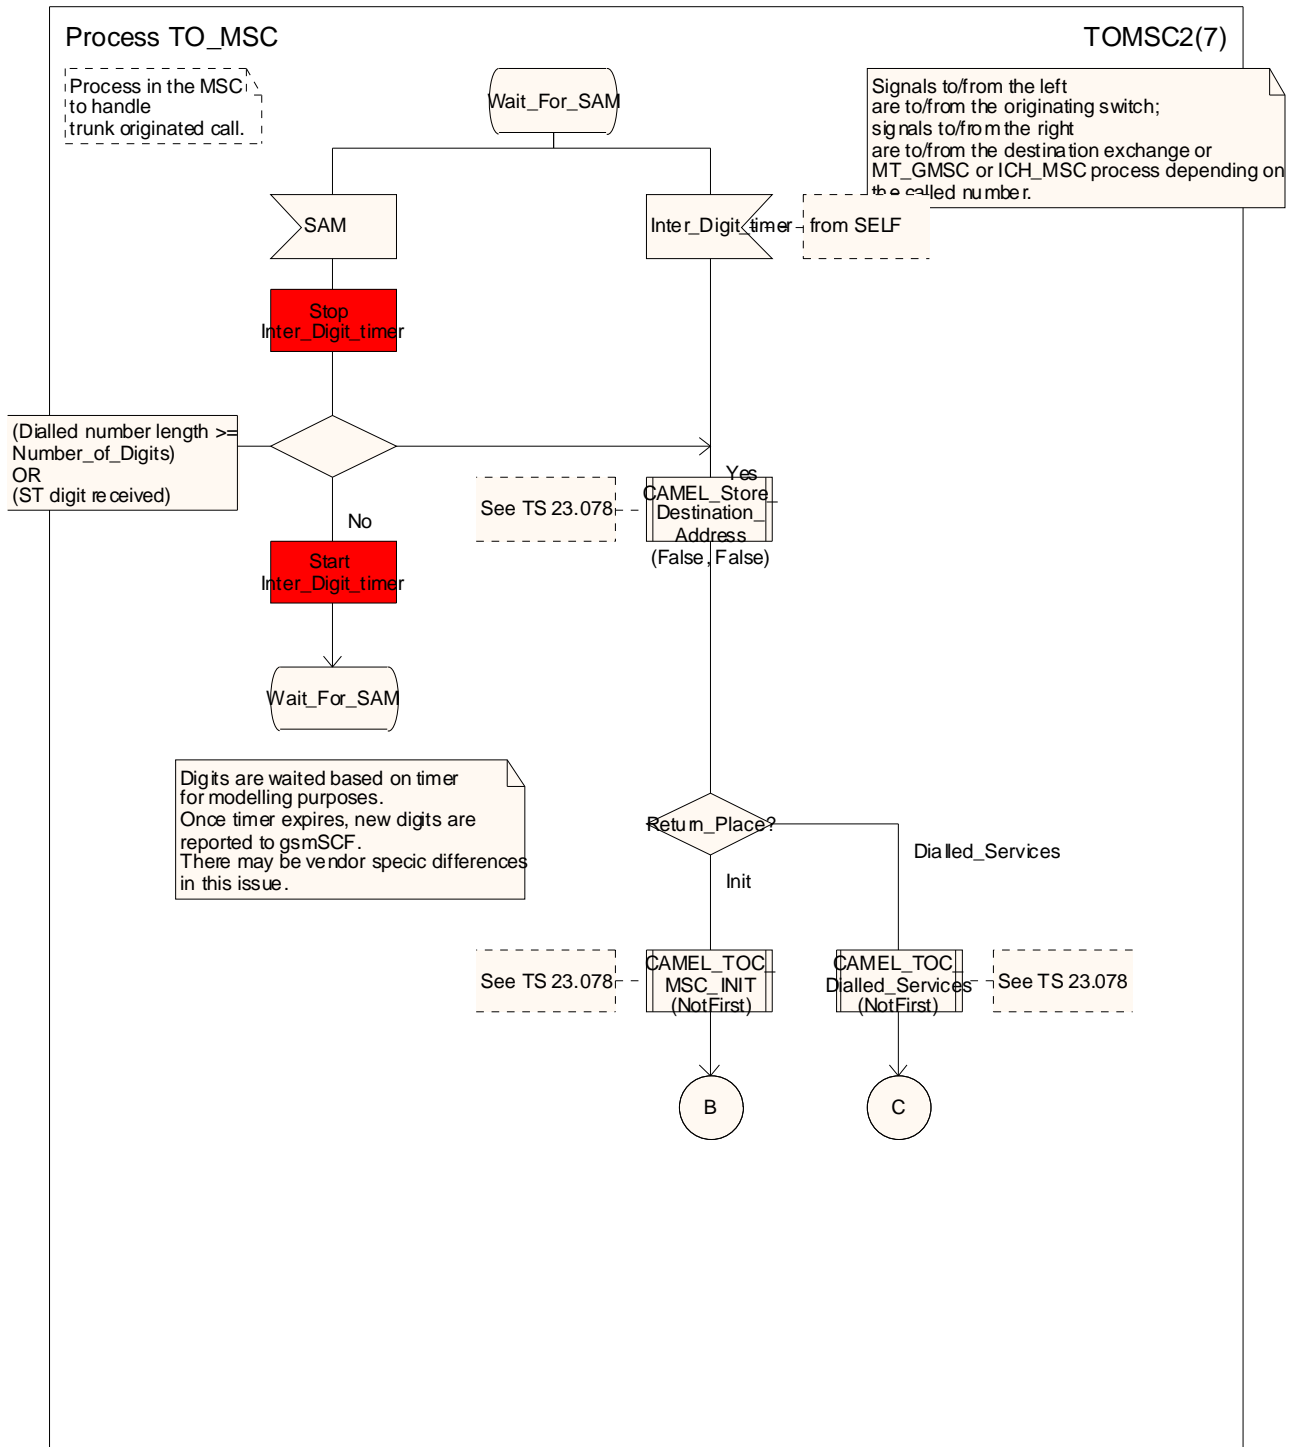 Process TO_MSC
TOMSC2(7)
Process in the MSC
to handle
trunk originated call.
Wait_For_SAM
Signals to/from the left
are to/from the originating switch;
signals to/from the right
are to/from the destination exchange or
MT_GMSC or ICH_MSC process depending on
the called number.
SAM
Inter_Digit_timer
from SELF
Stop
Inter_Digit_timer
(Dialled number length >=
Number_of_Digits)
OR
(ST digit received)
Yes
See TS 23.078
CAMEL_Store_
Destination_
Address
(False, False)
No
Start
Inter_Digit_timer
Wait_For_SAM
Digits are waited based on timer
for modelling purposes.
Once timer expires, new digits are
reported to gsmSCF.
There may be vendor specic differences
in this issue.
Return_Place?
Dialled_Services
Init
See TS 23.078
CAMEL_TOC_
MSC_INIT
(NotFirst)
CAMEL_TOC_
Dialled_Services
(NotFirst)
See TS 23.078
B
C